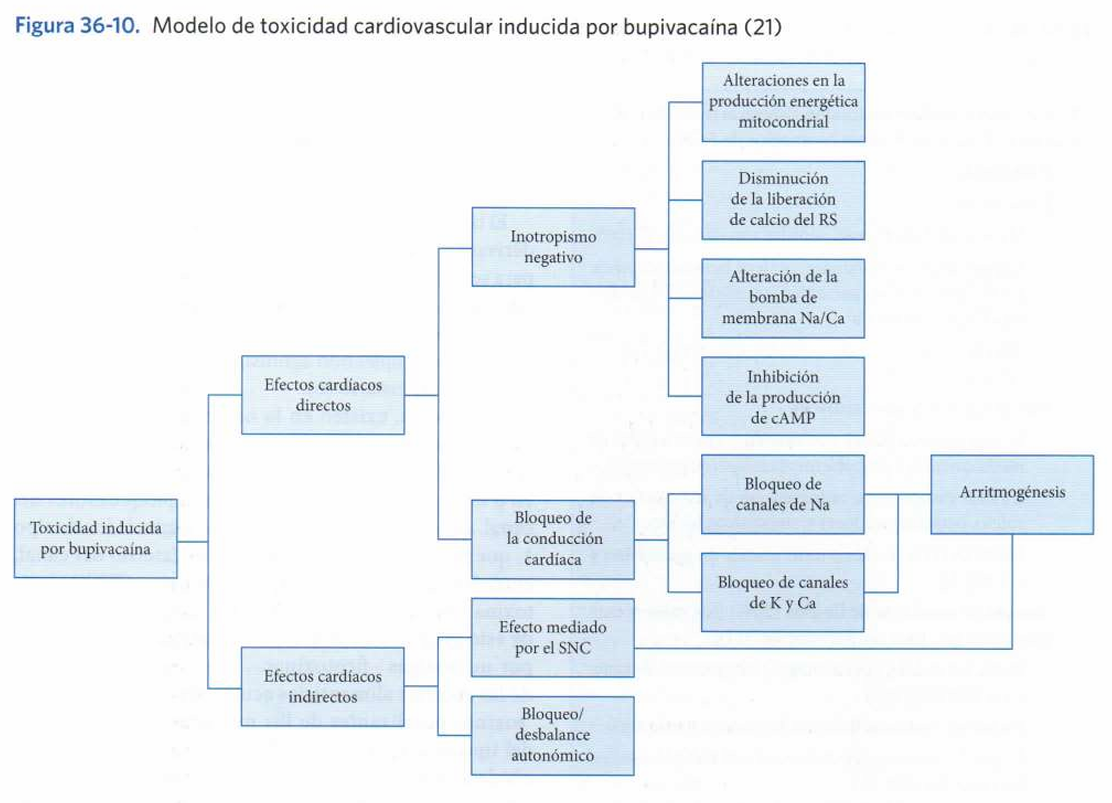 Figura 36-10. Modelo de toxicidad cardiovascular inducida por bupivacaína (21)
Alteraciones en la
producción energética
mitocondrial
Disminución
de la liberación
de calcio del RS
Inotropismo
negativo
Alteración de la
bomba de
membrana Na/Ca
Efectos cardíacos
directos
Inhibición
de la producción
de cAMP
Bloqueo de
canales de Na
Arritmogénesis
Toxicidad inducida
por bupivacaína
Bloqueo de
la conducción
cardíaca
Bloqueo de canales
de K y Ca
Efecto mediado
por el SNC
Efectos cardíacos
indirectos
Bloqueo/
desbalance
autonómico